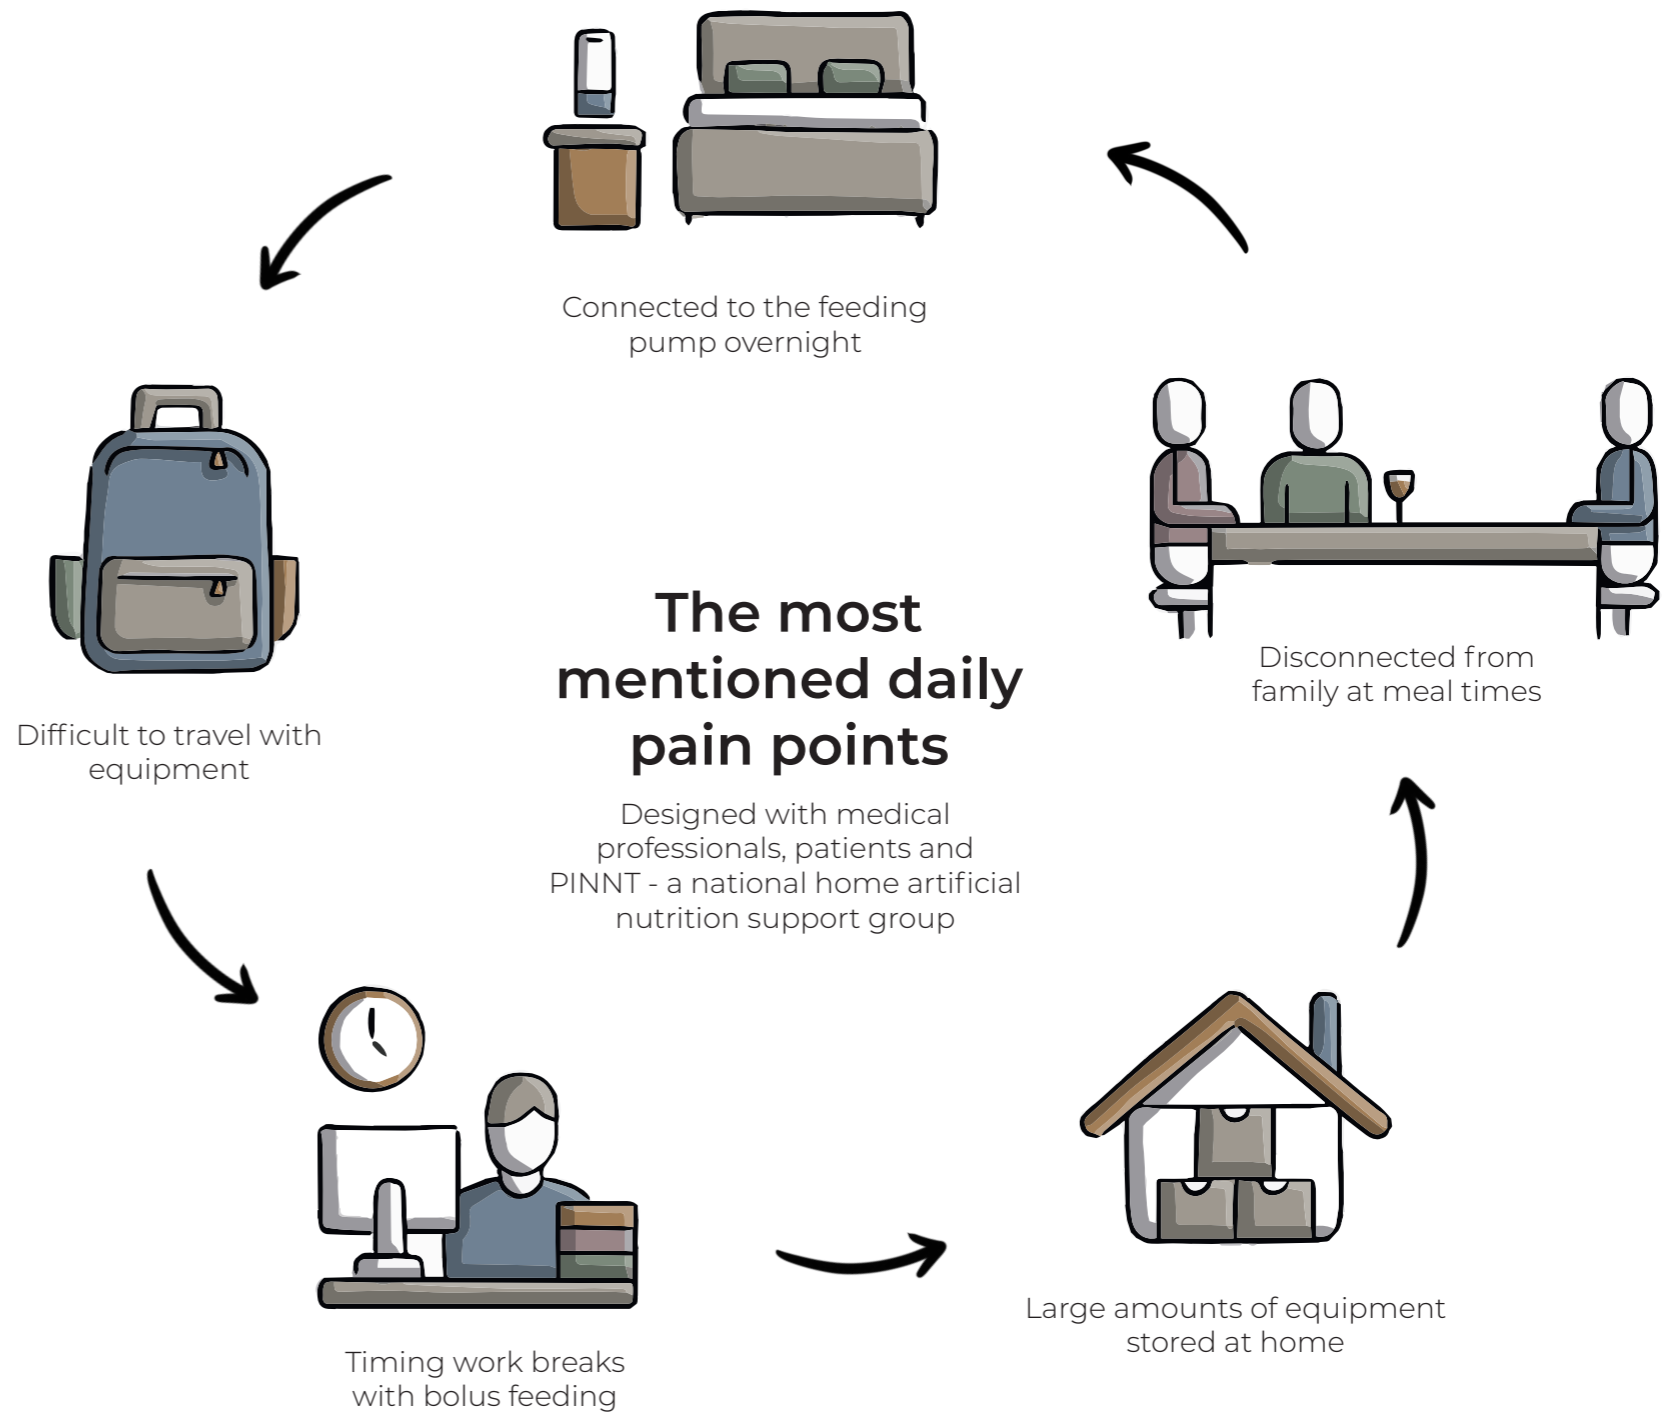 Connected to the feeding
pump overnight
Difficult to travel with
equipment
Timing work breaks
with bolus feeding
Large amounts of equipment
stored at home
Disconnected from
family at meal times
The most
mentioned daily
pain points
Designed with medical
professionals, patients and
PINNT - a national home artificial
nutrition support group